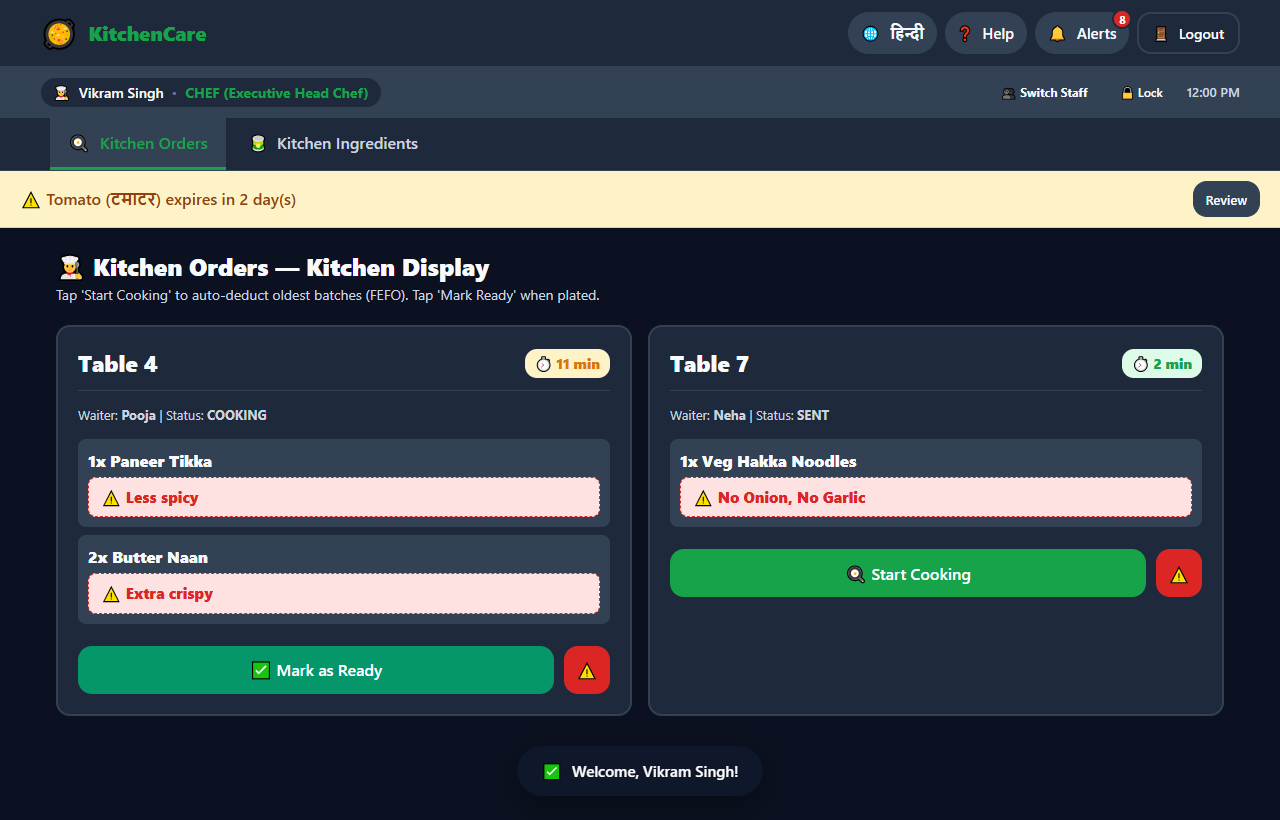 KitchenCare
हिन्दी
Help
Alerts
8
Logout
Vikram Singh • CHEF (Executive Head Chef)
Switch Staff
Lock
12:00 PM
Kitchen Orders
Kitchen Ingredients
Tomato (टमाटर) expires in 2 day(s)
Review
Kitchen Orders — Kitchen Display
Tap 'Start Cooking' to auto-deduct oldest batches (FEFO). Tap 'Mark Ready' when plated.
Table 4
11 min
Waiter: Pooja | Status: COOKING
1x Paneer Tikka
Less spicy
2x Butter Naan
Extra crispy
Mark as Ready
Table 7
2 min
Waiter: Neha | Status: SENT
1x Veg Hakka Noodles
No Onion, No Garlic
Start Cooking
Welcome, Vikram Singh!